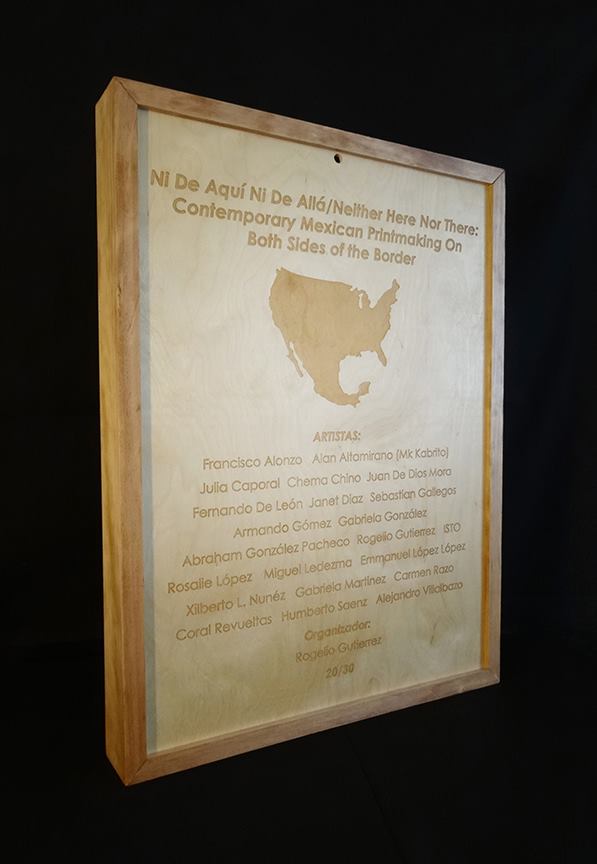 Ni De Aquí Ni De Allá/Neither Here Nor There:
Contemporary Mexican Printmaking On
Both Sides of the Border
ARTISTAS:
Francisco Alonzo Alan Altamirano (Mk Kabrito)
Julia Caporal Chema Chino Juan De Dios Mora
Fernando De León Janet Diaz Sebastian Gallegos
Armando Gómez Gabriela González
Abraham González Pacheco Rogelio Gutierrez ISTO
Rosalie López Miguel Ledezma Emmanuel López López
Xilberto L. Nunéz Gabriela Martinez Carmen Razo
Coral Revueltas Humberto Saenz Alejandro Villalbazo
Organizador:
Rogelio Gutierrez
20/30